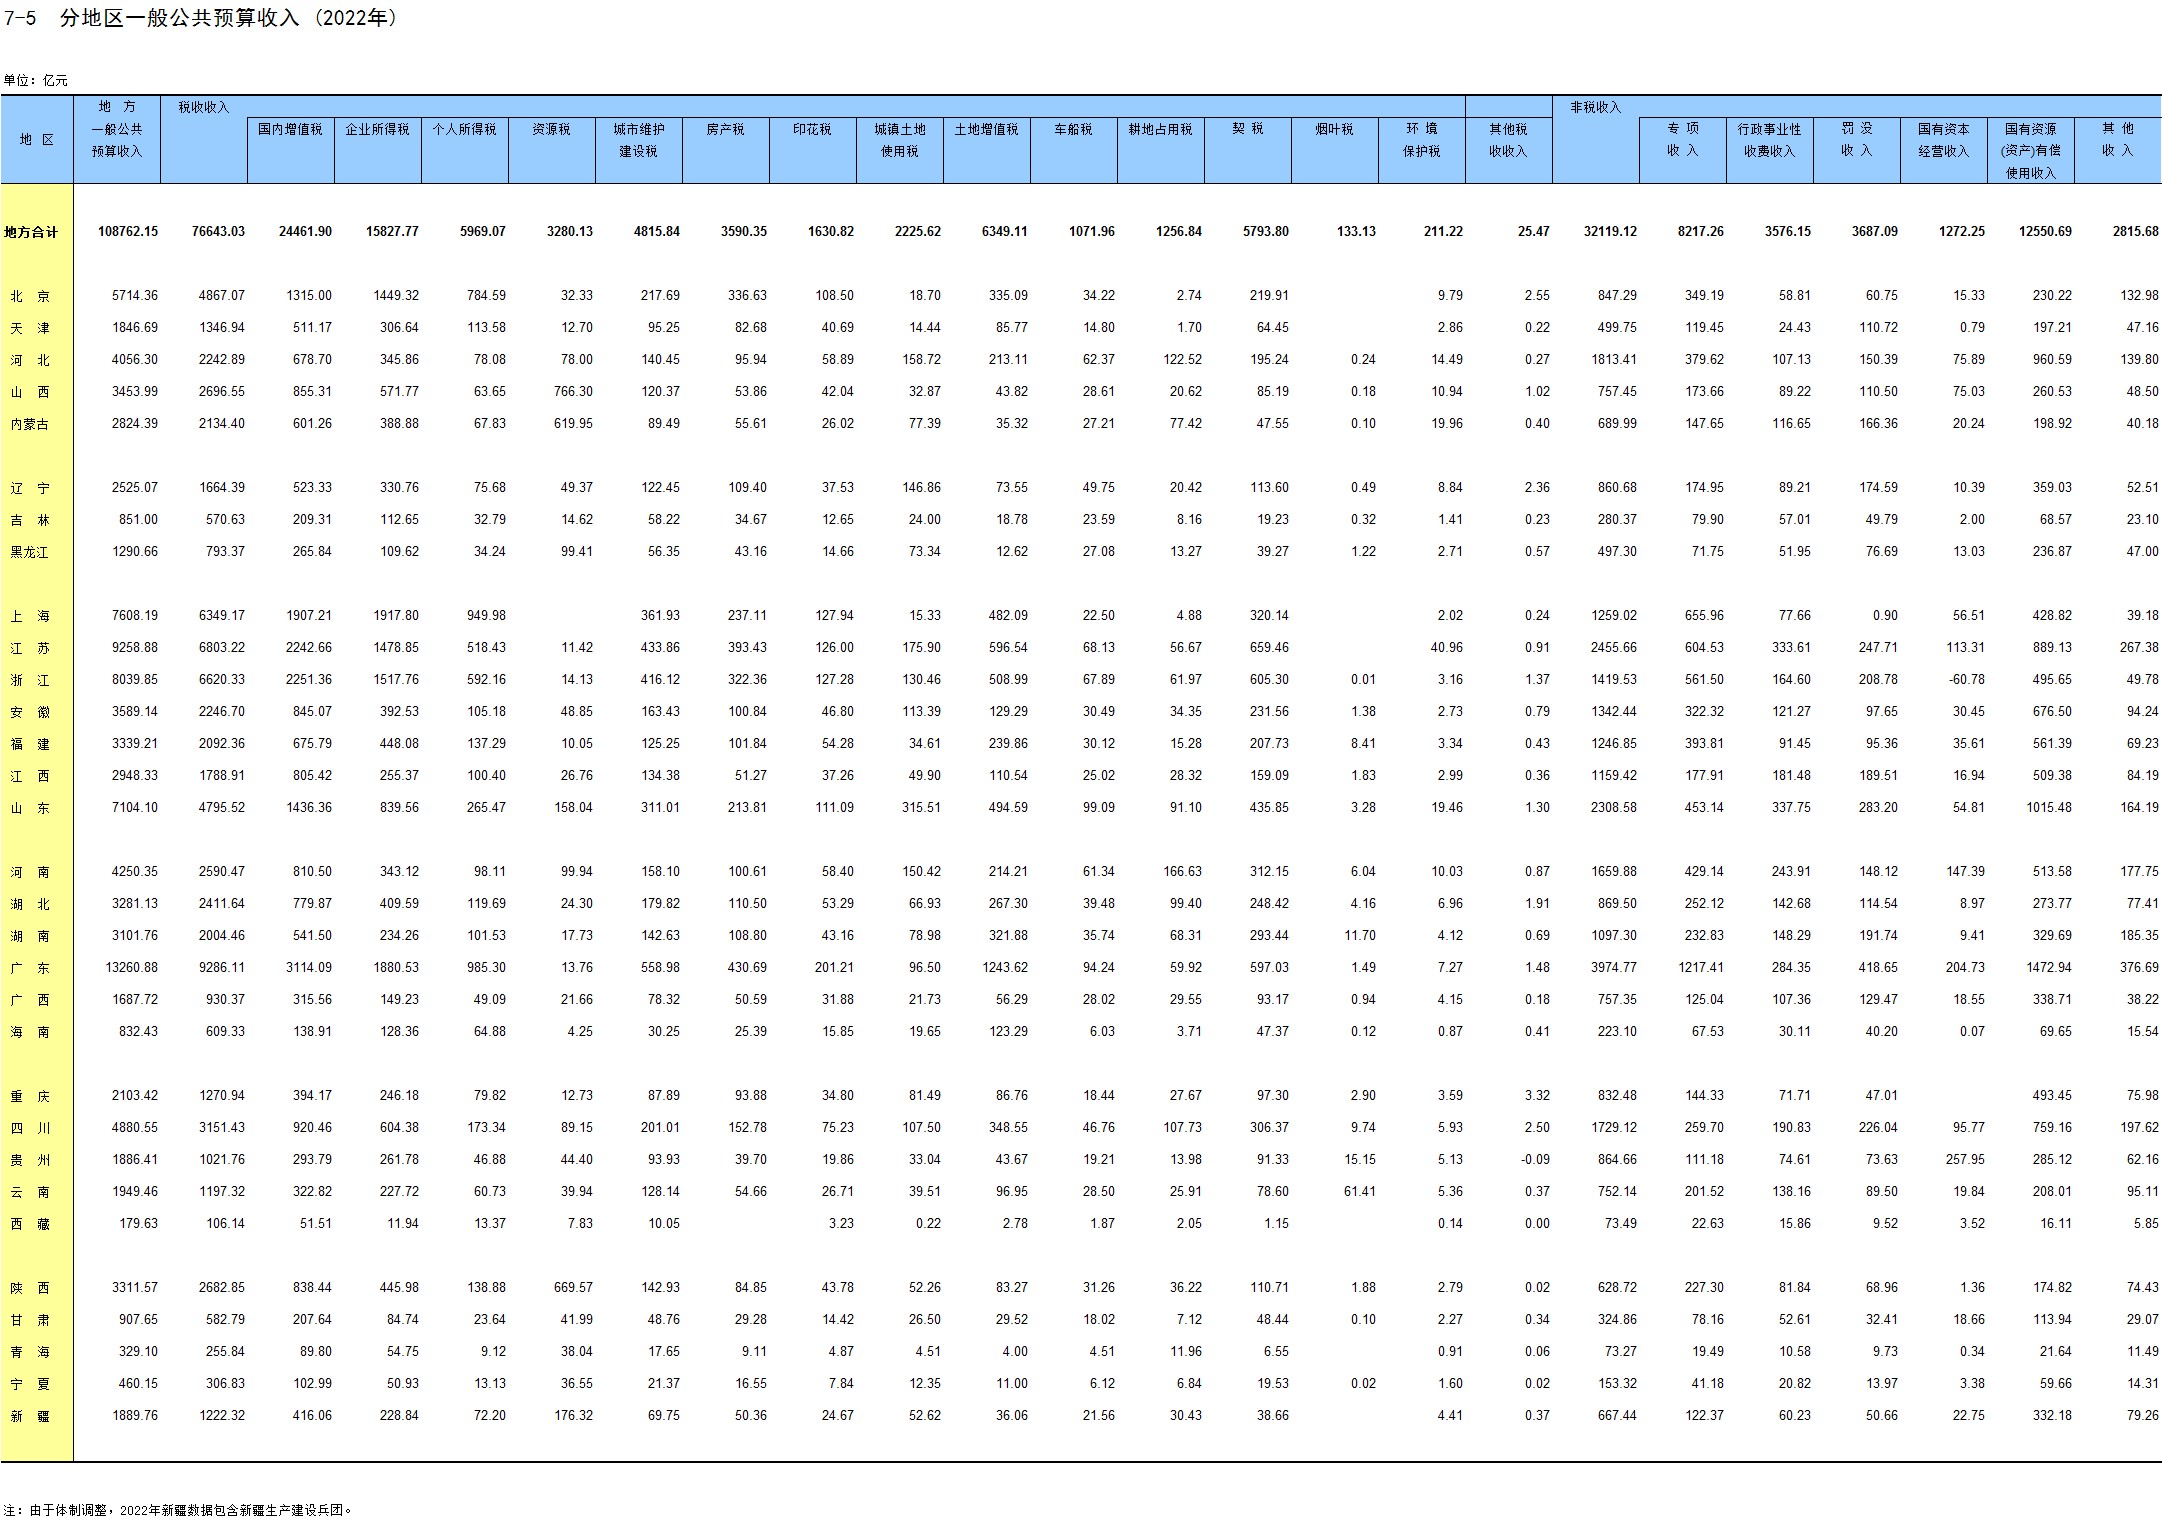 7-5 分地区一般公共预算收入 (2022年)
单位：亿元
地 区 地 方 一般公共 预算收入 税收收入 国内增值税 企业所得税 个人所得税 资源税 城市维护 建设税 房产税 印花税 城镇土地 使用税 土地增值税 车船税 耕地占用税 契 税 烟叶税 环 境 保护税 其他税 收收入 非税收入 专 项 收 入 行政事业性 收费收入 罚 没 收 入 国有资本 经营收入 国有资源 (资产)有偿 使用收入 其 他 收 入
地方合计 108762.15 76643.03 24461.90 15827.77 5969.07 3280.13 4815.84 3590.35 1630.82 2225.62 6349.11 1071.96 1256.84 5793.80 133.13 211.22 25.47 32119.12 8217.26 3576.15 3687.09 1272.25 12550.69 2815.68
北 京 5714.36 4867.07 1315.00 1449.32 784.59 32.33 217.69 336.63 108.50 18.70 335.09 34.22 2.74 219.91 9.79 2.55 847.29 349.19 58.81 60.75 15.33 230.22 132.98
天 津 1846.69 1346.94 511.17 306.64 113.58 12.70 95.25 82.68 40.69 14.44 85.77 14.80 1.70 64.45 2.86 0.22 499.75 119.45 24.43 110.72 0.79 197.21 47.16
河 北 4056.30 2242.89 678.70 345.86 78.08 78.00 140.45 95.94 58.89 158.72 213.11 62.37 122.52 195.24 0.24 14.49 0.27 1813.41 379.62 107.13 150.39 75.89 960.59 139.80
山 西 3453.99 2696.55 855.31 571.77 63.65 766.30 120.37 53.86 42.04 32.87 43.82 28.61 20.62 85.19 0.18 10.94 1.02 757.45 173.66 89.22 110.50 75.03 260.53 48.50
内蒙古 2824.39 2134.40 601.26 388.88 67.83 619.95 89.49 55.61 26.02 77.39 35.32 27.21 77.42 47.55 0.10 19.96 0.40 689.99 147.65 116.65 166.36 20.24 198.92 40.18
辽 宁 2525.07 1664.39 523.33 330.76 75.68 49.37 122.45 109.40 37.53 146.86 73.55 49.75 20.42 113.60 0.49 8.84 2.36 860.68 174.95 89.21 174.59 10.39 359.03 52.51
吉 林 851.00 570.63 209.31 112.65 32.79 14.62 58.22 34.67 12.65 24.00 18.78 23.59 8.16 19.23 0.32 1.41 0.23 280.37 79.90 57.01 49.79 2.00 68.57 23.10
黑龙江 1290.66 793.37 265.84 109.62 34.24 99.41 56.35 43.16 14.66 73.34 12.62 27.08 13.27 39.27 1.22 2.71 0.57 497.30 71.75 51.95 76.69 13.03 236.87 47.00
上 海 7608.19 6349.17 1907.21 1917.80 949.98 361.93 237.11 127.94 15.33 482.09 22.50 4.88 320.14 2.02 0.24 1259.02 655.96 77.66 0.90 56.51 428.82 39.18
江 苏 9258.88 6803.22 2242.66 1478.85 518.43 11.42 433.86 393.43 126.00 175.90 596.54 68.13 56.67 659.46 40.96 0.91 2455.66 604.53 333.61 247.71 113.31 889.13 267.38
浙 江 8039.85 6620.33 2251.36 1517.76 592.16 14.13 416.12 322.36 127.28 130.46 508.99 67.89 61.97 605.30 0.01 3.16 1.37 1419.53 561.50 164.60 208.78 -60.78 495.65 49.78
安 徽 3589.14 2246.70 845.07 392.53 105.18 48.85 163.43 100.84 46.80 113.39 129.29 30.49 34.35 231.56 1.38 2.73 0.79 1342.44 322.32 121.27 97.65 30.45 676.50 94.24
福 建 3339.21 2092.36 675.79 448.08 137.29 10.05 125.25 101.84 54.28 34.61 239.86 30.12 15.28 207.73 8.41 3.34 0.43 1246.85 393.81 91.45 95.36 35.61 561.39 69.23
江 西 2948.33 1788.91 805.42 255.37 100.40 26.76 134.38 51.27 37.26 49.90 110.54 25.02 28.32 159.09 1.83 2.99 0.36 1159.42 177.91 181.48 189.51 16.94 509.38 84.19
山 东 7104.10 4795.52 1436.36 839.56 265.47 158.04 311.01 213.81 111.09 315.51 494.59 99.09 91.10 435.85 3.28 19.46 1.30 2308.58 453.14 337.75 283.20 54.81 1015.48 164.19
河 南 4250.35 2590.47 810.50 343.12 98.11 99.94 158.10 100.61 58.40 150.42 214.21 61.34 166.63 312.15 6.04 10.03 0.87 1659.88 429.14 243.91 148.12 147.39 513.58 177.75
湖 北 3281.13 2411.64 779.87 409.59 119.69 24.30 179.82 110.50 53.29 66.93 267.30 39.48 99.40 248.42 4.16 6.96 1.91 869.50 252.12 142.68 114.54 8.97 273.77 77.41
湖 南 3101.76 2004.46 541.50 234.26 101.53 17.73 142.63 108.80 43.16 78.98 321.88 35.74 68.31 293.44 11.70 4.12 0.69 1097.30 232.83 148.29 191.74 9.41 329.69 185.35
广 东 13260.88 9286.11 3114.09 1880.53 985.30 13.76 558.98 430.69 201.21 96.50 1243.62 94.24 59.92 597.03 1.49 7.27 1.48 3974.77 1217.41 284.35 418.65 204.73 1472.94 376.69
广 西 1687.72 930.37 315.56 149.23 49.09 21.66 78.32 50.59 31.88 21.73 56.29 28.02 29.55 93.17 0.94 4.15 0.18 757.35 125.04 107.36 129.47 18.55 338.71 38.22
海 南 832.43 609.33 138.91 128.36 64.88 4.25 30.25 25.39 15.85 19.65 123.29 6.03 3.71 47.37 0.12 0.87 0.41 223.10 67.53 30.11 40.20 0.07 69.65 15.54
重 庆 2103.42 1270.94 394.17 246.18 79.82 12.73 87.89 93.88 34.80 81.49 86.76 18.44 27.67 97.30 2.90 3.59 3.32 832.48 144.33 71.71 47.01 493.45 75.98
四 川 4880.55 3151.43 920.46 604.38 173.34 89.15 201.01 152.78 75.23 107.50 348.55 46.76 107.73 306.37 9.74 5.93 2.50 1729.12 259.70 190.83 226.04 95.77 759.16 197.62
贵 州 1886.41 1021.76 293.79 261.78 46.88 44.40 93.93 39.70 19.86 33.04 43.67 19.21 13.98 91.33 15.15 5.13 -0.09 864.66 111.18 74.61 73.63 257.95 285.12 62.16
云 南 1949.46 1197.32 322.82 227.72 60.73 39.94 128.14 54.66 26.71 39.51 96.95 28.50 25.91 78.60 61.41 5.36 0.37 752.14 201.52 138.16 89.50 19.84 208.01 95.11
西 藏 179.63 106.14 51.51 11.94 13.37 7.83 10.05 3.23 0.22 2.78 1.87 2.05 1.15 0.14 0.00 73.49 22.63 15.86 9.52 3.52 16.11 5.85
陕 西 3311.57 2682.85 838.44 445.98 138.88 669.57 142.93 84.85 43.78 52.26 83.27 31.26 36.22 110.71 1.88 2.79 0.02 628.72 227.30 81.84 68.96 1.36 174.82 74.43
甘 肃 907.65 582.79 207.64 84.74 23.64 41.99 48.76 29.28 14.42 26.50 29.52 18.02 7.12 48.44 0.10 2.27 0.34 324.86 78.16 52.61 32.41 18.66 113.94 29.07
青 海 329.10 255.84 89.80 54.75 9.12 38.04 17.65 9.11 4.87 4.51 4.00 4.51 11.96 6.55 0.91 0.06 73.27 19.49 10.58 9.73 0.34 21.64 11.49
宁 夏 460.15 306.83 102.99 50.93 13.13 36.55 21.37 16.55 7.84 12.35 11.00 6.12 6.84 19.53 0.02 1.60 0.02 153.32 41.18 20.82 13.97 3.38 59.66 14.31
新 疆 1889.76 1222.32 416.06 228.84 72.20 176.32 69.75 50.36 24.67 52.62 36.06 21.56 30.43 38.66 4.41 0.37 667.44 122.37 60.23 50.66 22.75 332.18 79.26
注：由于体制调整，2022年新疆数据包含新疆生产建设兵团。